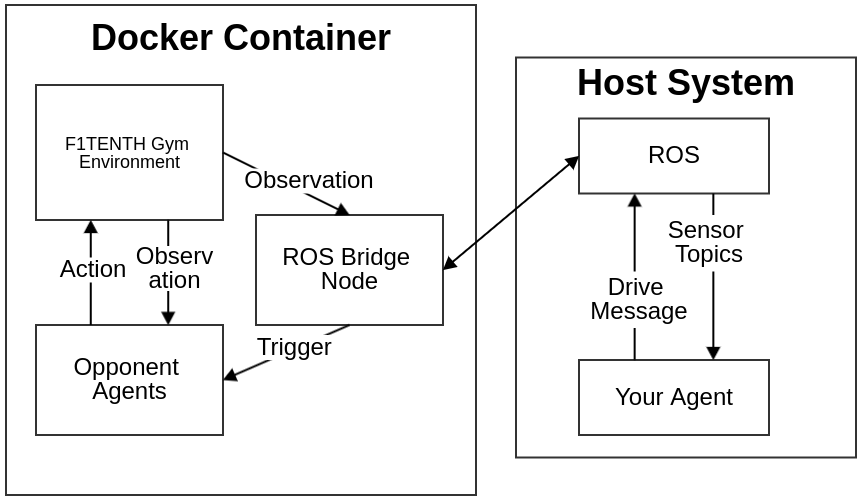 Docker Container
F1TENTH Gym
Environment
Observation
Action
Observ
ation
ROS Bridge
Node
Trigger
Opponent
Agents
Host System
ROS
Sensor
Topics
Drive
Message
Your Agent